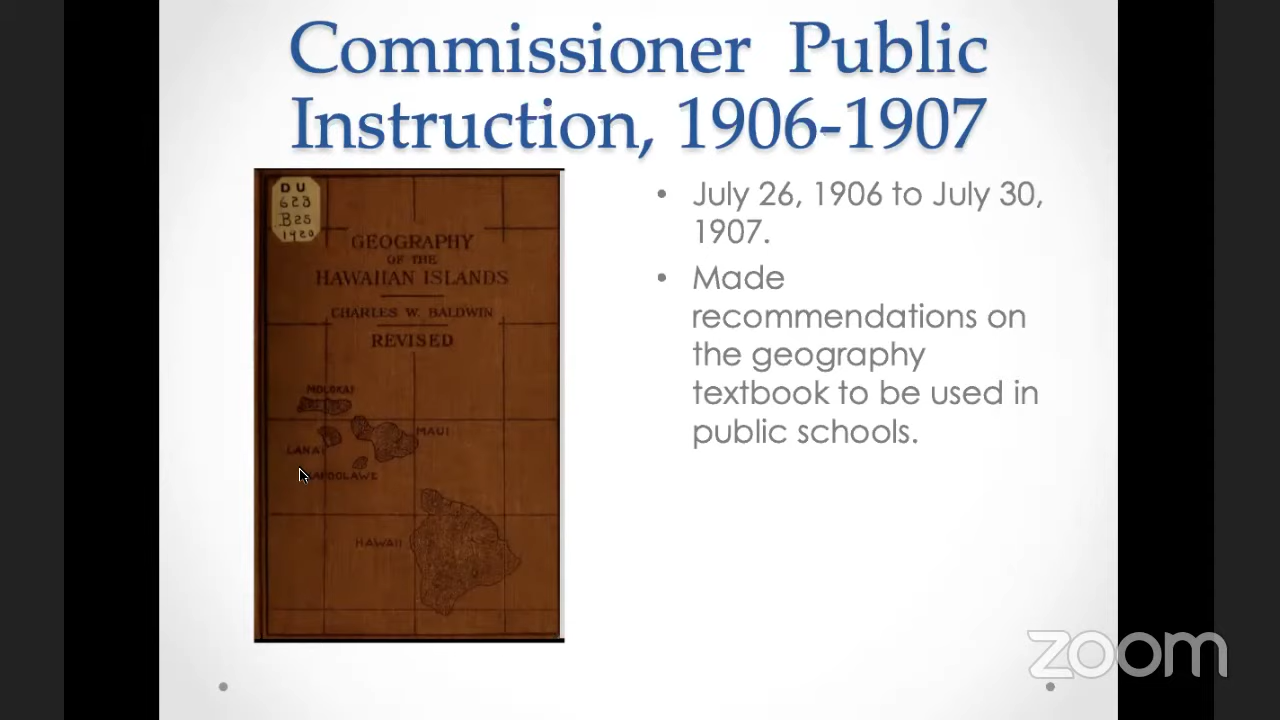 Commissioner Public
Instruction, 1906-1907
DU
623
B25
1920
GEOGRAPHY
OF THE
HAWAIIAN ISLANDS
CHARLES W. BALDWIN
REVISED
MOLOKAI
MAUI
LANAI
HAWAII
• July 26, 1906 to July 30,
1907.
• Made
recommendations on
the geography
textbook to be used in
public schools.
zoom